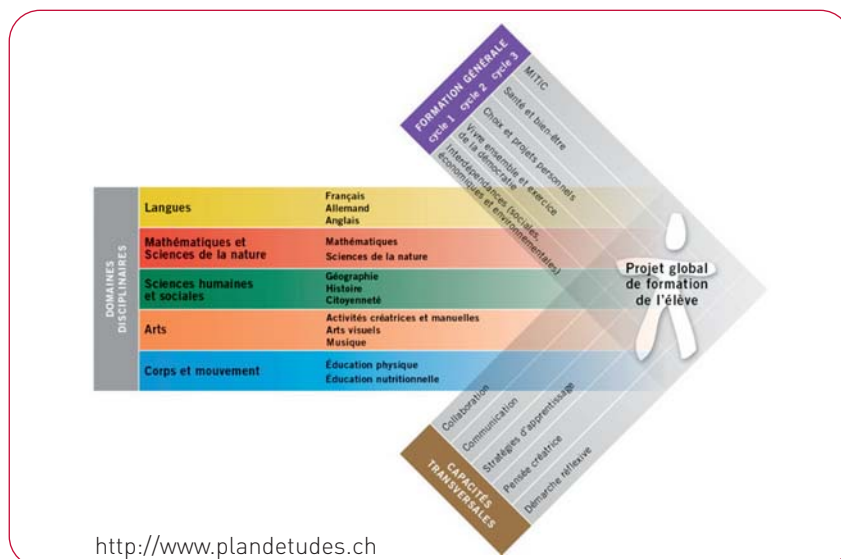 FORMATION GÉNÉRALE
cycle 1 cycle 2 cycle 3
MITIC
Santé et bien-être
Choix et projets personnels
Vivre ensemble et exercice
de la démocratie
Interdépendances (sociales,
économiques et environnementales)
DOMAINES
DISCIPLINAIRES
Langues
Français
Allemand
Anglais
Mathématiques et
Sciences de la nature
Mathématiques
Sciences de la nature
Sciences humaines
et sociales
Géographie
Histoire
Citoyenneté
Arts
Activités créatrices et manuelles
Arts visuels
Musique
Corps et mouvement
Éducation physique
Éducation nutritionnelle
Projet global
de formation
de l'élève
Collaboration
Communication
Stratégies d'apprentissage
Pensée créatrice
Démarche réflexive
CAPACITÉS
TRANSVERSALES
http://www.plandetudes.ch